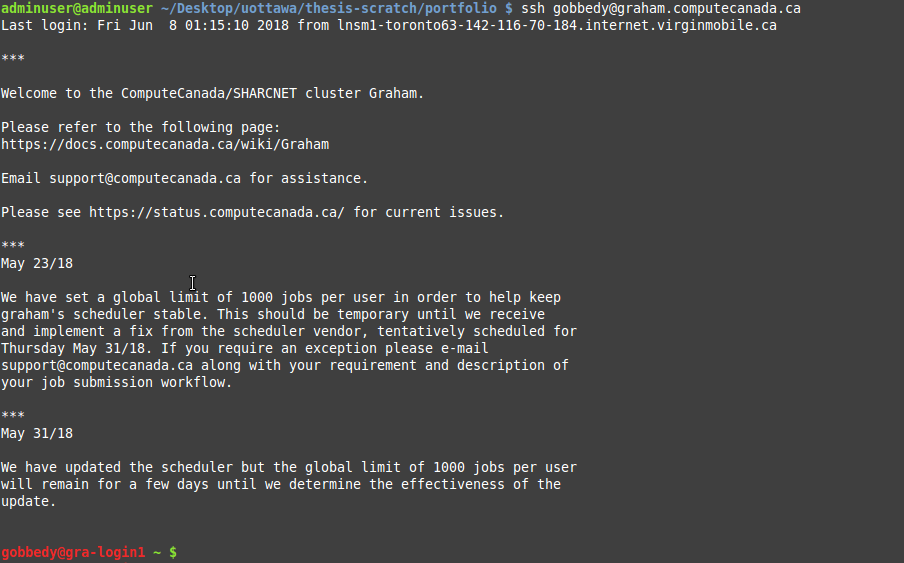 adminuser@adminuser ~/Desktop/uottawa/thesis-scratch/portfolio $ ssh gobbedy@graham.computecanada.ca
Last login: Fri Jun  8 01:15:10 2018 from lnsm1-toronto63-142-116-70-184.internet.virginmobile.ca
***
Welcome to the ComputeCanada/SHARCNET cluster Graham.
Please refer to the following page:
https://docs.computecanada.ca/wiki/Graham
Email support@computecanada.ca for assistance.
Please see https://status.computecanada.ca/ for current issues.
***
May 23/18
We have set a global limit of 1000 jobs per user in order to help keep
graham's scheduler stable. This should be temporary until we receive
and implement a fix from the scheduler vendor, tentatively scheduled for
Thursday May 31/18. If you require an exception please e-mail
support@computecanada.ca along with your requirement and description of
your job submission workflow.
***
May 31/18
We have updated the scheduler but the global limit of 1000 jobs per user
will remain for a few days until we determine the effectiveness of the
update.
gobbedy@gra-login1 ~ $